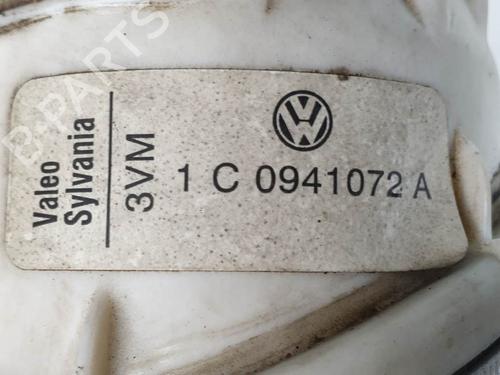 B-PARTS
Valeo
Sylvania
3VM
1 C 0941072 A